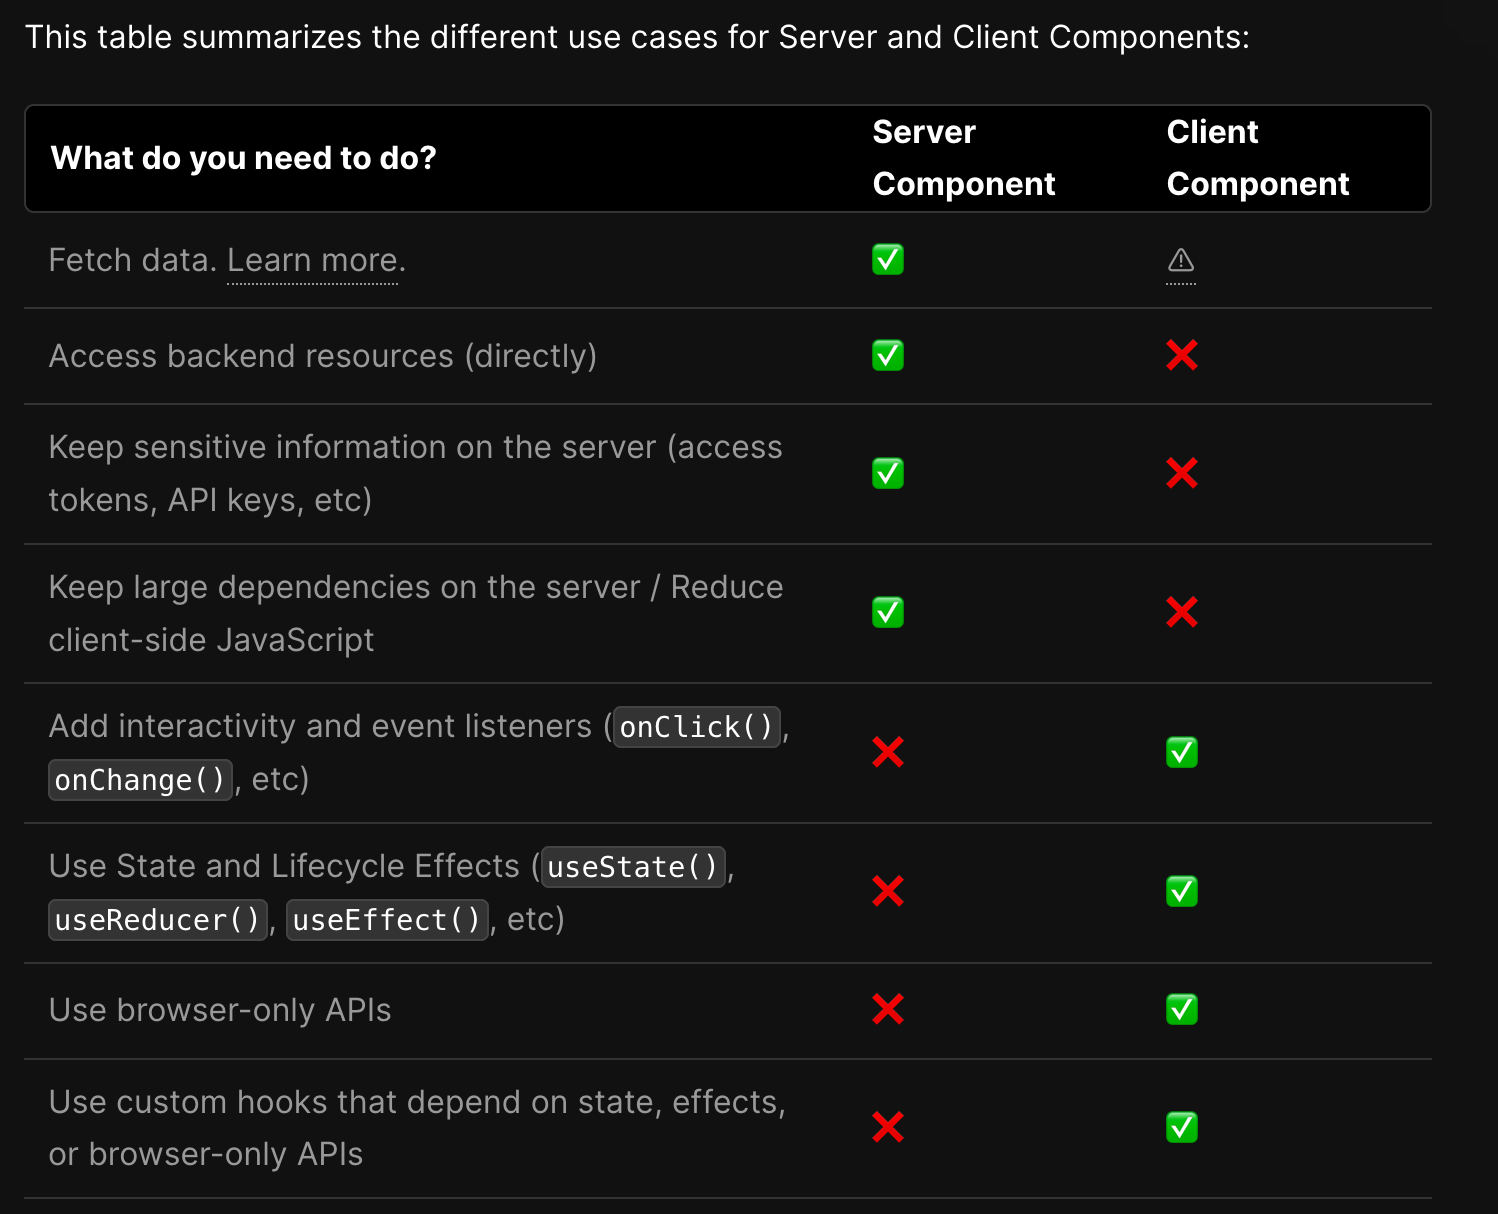 This table summarizes the different use cases for Server and Client Components:
What do you need to do?
Server
Component
Client
Component
Fetch data. Learn more.
✅
⚠
Access backend resources (directly)
✅
❌
Keep sensitive information on the server (access
tokens, API keys, etc)
✅
❌
Keep large dependencies on the server / Reduce
client-side JavaScript
✅
❌
Add interactivity and event listeners (onClick(),
onChange(), etc)
❌
✅
Use State and Lifecycle Effects (useState(),
useReducer(), useEffect(), etc)
❌
✅
Use browser-only APIs
❌
✅
Use custom hooks that depend on state, effects,
or browser-only APIs
❌
✅